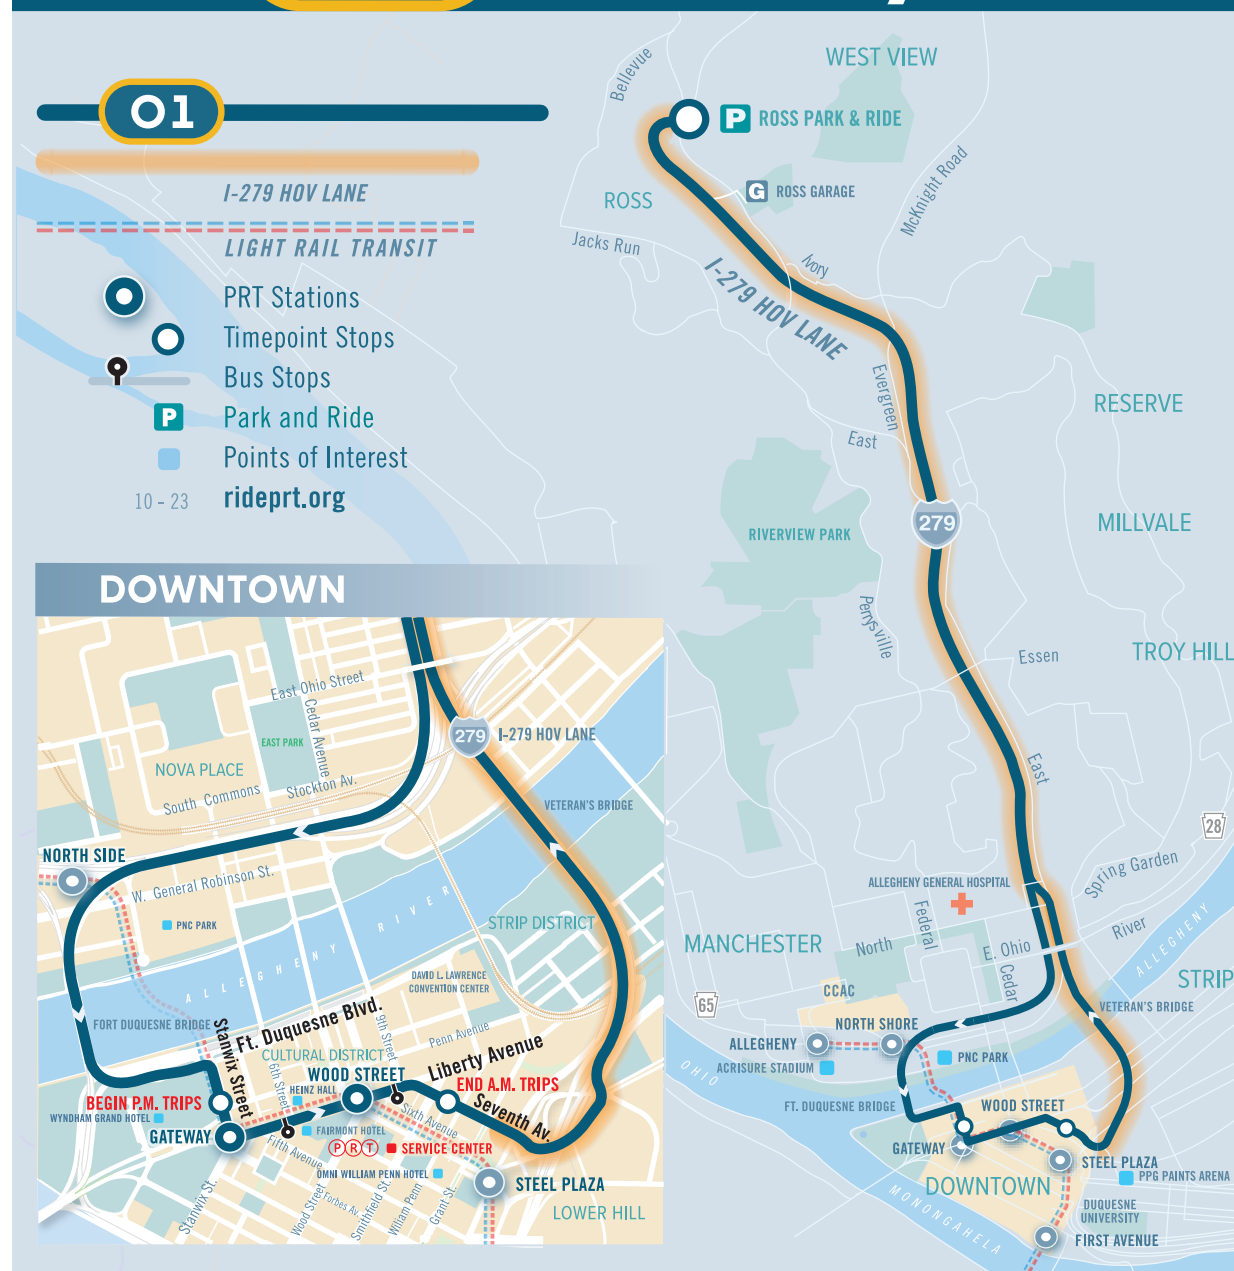 O1
I-279 HOV LANE
LIGHT RAIL TRANSIT
PRT Stations
Timepoint Stops
Bus Stops
P
Park and Ride
Points of Interest
10 - 23
rideprt.org
WEST VIEW
Bellevue
P
ROSS PARK & RIDE
McKnight Road
G
ROSS GARAGE
ROSS
Jacks Run
Ivory
I-279 HOV LANE
Evergreen
RESERVE
East
279
MILLVALE
RIVERVIEW PARK
Perrysville
Essen
TROY HILL
East
28
Spring Garden
ALLEGHENY GENERAL HOSPITAL
Federal
River
ALLEGHENY
MANCHESTER
North
E. Ohio
Cedar
STRIP
CCAC
65
VETERAN'S BRIDGE
NORTH SHORE
ALLEGHENY
PNC PARK
ACRISURE STADIUM
OHIO
FT. DUQUESNE BRIDGE
WOOD STREET
GATEWAY
STEEL PLAZA
PPG PAINTS ARENA
DOWNTOWN
MONONGAHELA
DUQUESNE
UNIVERSITY
FIRST AVENUE
DOWNTOWN
East Ohio Street
Cedar Avenue
279
I-279 HOV LANE
EAST PARK
NOVA PLACE
South Commons
Stockton Av.
VETERAN'S BRIDGE
NORTH SIDE
W. General Robinson St.
PNC PARK
ALLEGHENY RIVER
STRIP DISTRICT
DAVID L. LAWRENCE
CONVENTION CENTER
FORT DUQUESNE BRIDGE
Stanwix Street
Ft. Duquesne Blvd.
9th Street
Penn Avenue
CULTURAL DISTRICT
Liberty Avenue
6th Street
WOOD STREET
HEINZ HALL
END A.M. TRIPS
BEGIN P.M. TRIPS
Sixth Avenue
Seventh Av.
WYNDHAM GRAND HOTEL
GATEWAY
FAIRMONT HOTEL
Fifth Avenue
PRT
SERVICE CENTER
OMNI WILLIAM PENN HOTEL
STEEL PLAZA
Stanwix St.
Wood Street
Forbes Av.
Smithfield St.
William Penn
Grant St.
LOWER HILL